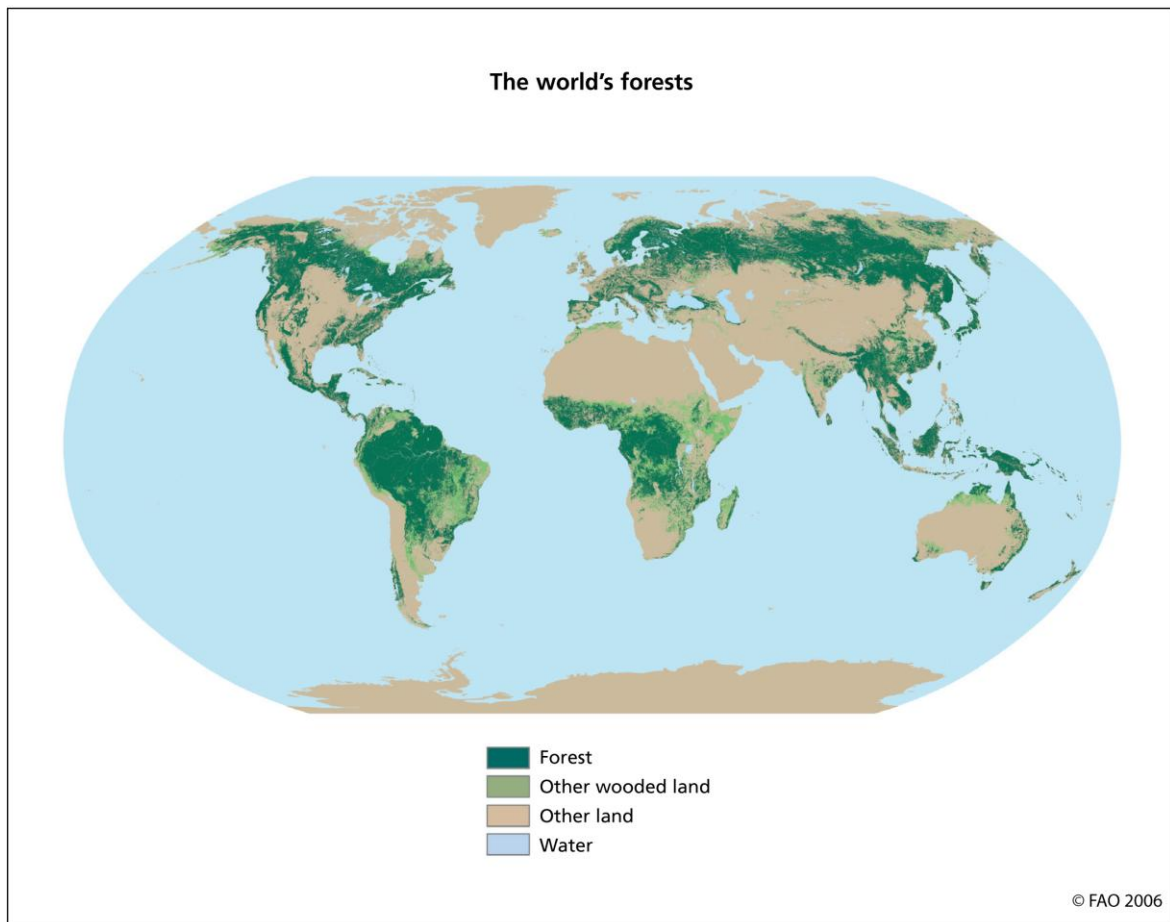 The world's forests
Forest
Other wooded land
Other land
Water
© FAO 2006